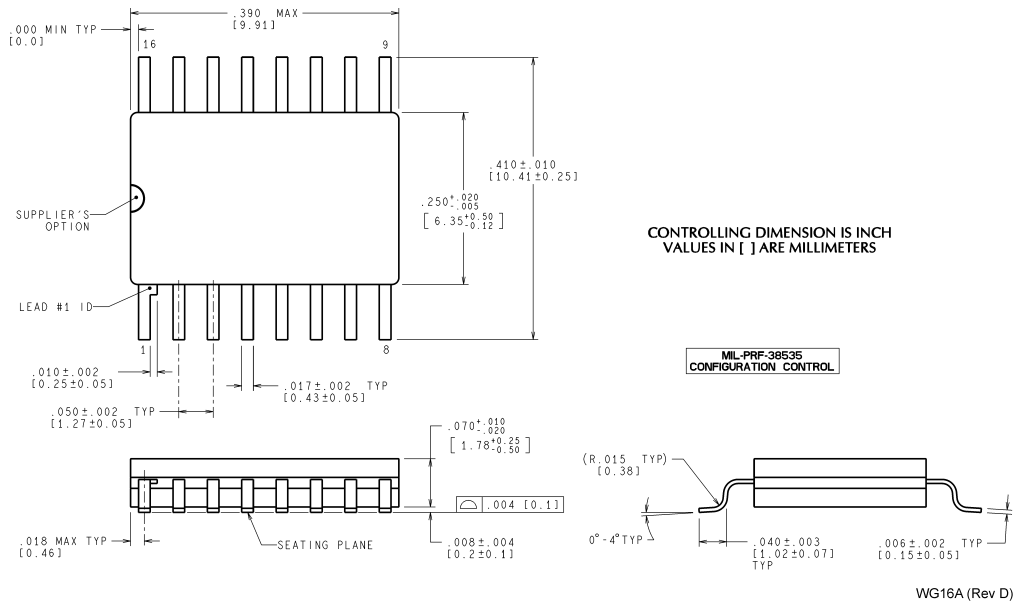 .390 MAX
[9.91]
.000 MIN TYP
[0.0]
16
9
.410±.010
[10.41±0.25]
.250+.020
-.005
[ 6.35+0.50
-0.12 ]
SUPPLIER'S
OPTION
CONTROLLING DIMENSION IS INCH
VALUES IN [ ] ARE MILLIMETERS
LEAD #1 ID
1
8
MIL-PRF-38535
CONFIGURATION CONTROL
.010±.002
[0.25±0.05]
.017±.002 TYP
[0.43±0.05]
.050±.002 TYP
[1.27±0.05]
.070+.010
-.020
[ 1.78+0.25
-0.50 ]
(R.015 TYP)
[0.38]
.004 [0.1]
.018 MAX TYP
[0.46]
SEATING PLANE
.008±.004
[0.2±0.1]
0°-4° TYP
.040±.003
[1.02±0.07]
TYP
.006±.002 TYP
[0.15±0.05]
WG16A (Rev D)